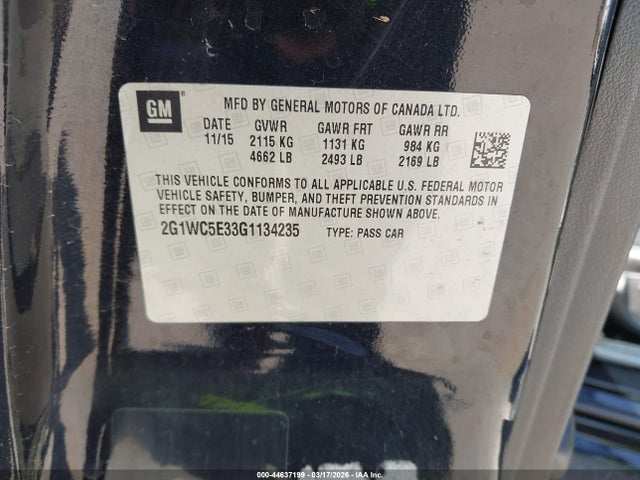 GM
MFD BY GENERAL MOTORS OF CANADA LTD.
DATE GVWR GAWR FRT GAWR RR
11/15 2115 KG 1131 KG 984 KG
4662 LB 2493 LB 2169 LB
THIS VEHICLE CONFORMS TO ALL APPLICABLE U.S. FEDERAL MOTOR
VEHICLE SAFETY, BUMPER, AND THEFT PREVENTION STANDARDS IN
EFFECT ON THE DATE OF MANUFACTURE SHOWN ABOVE.
2G1WC5E33G1134235 TYPE: PASS CAR
000-44637199 - 03/17/2026 - IAA Inc.